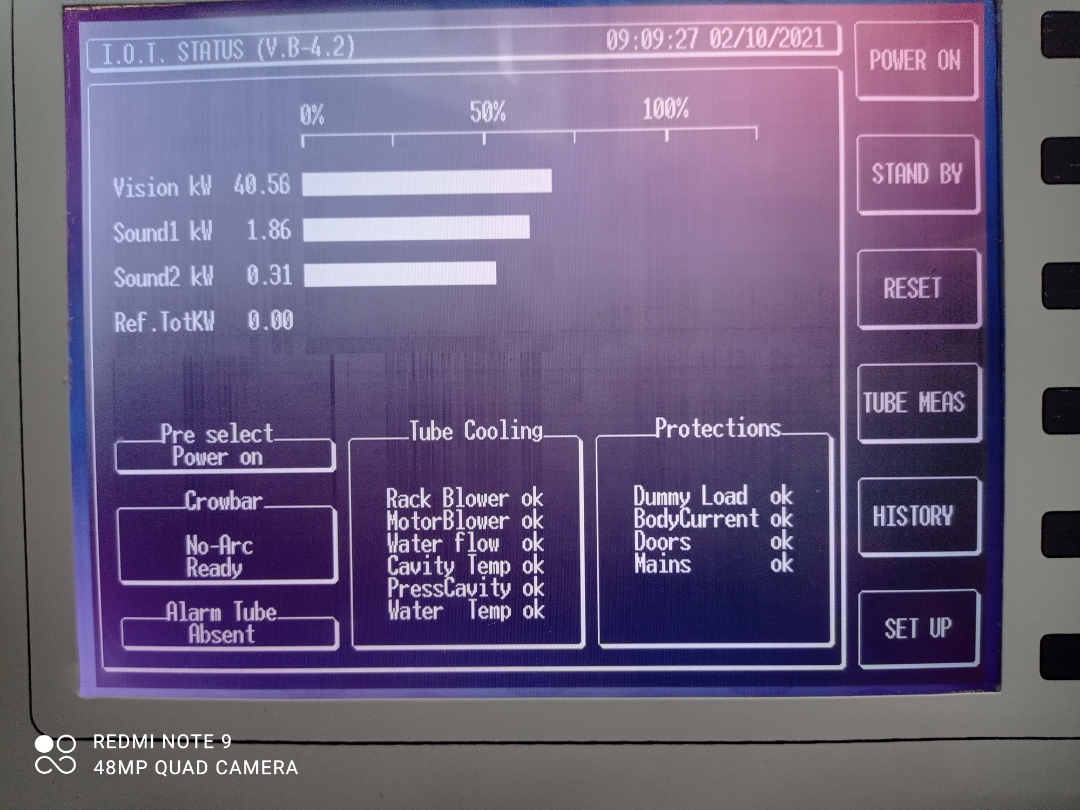 I.O.T. STATUS (V.B-4.2) 09:09:27 02/10/2021
0% 50% 100%
Vision kW 40.56
Sound1 kW 1.86
Sound2 kW 0.31
Ref.TotKW 0.00
Pre select
Power on
Crowbar
No-Arc
Ready
Alarm Tube
Absent
Tube Cooling
Rack Blower ok
MotorBlower ok
Water flow ok
Cavity Temp ok
PressCavity ok
Water Temp ok
Protections
Dummy Load ok
BodyCurrent ok
Doors ok
Mains ok
POWER ON
STAND BY
RESET
TUBE MEAS
HISTORY
SET UP
REDMI NOTE 9
48MP QUAD CAMERA